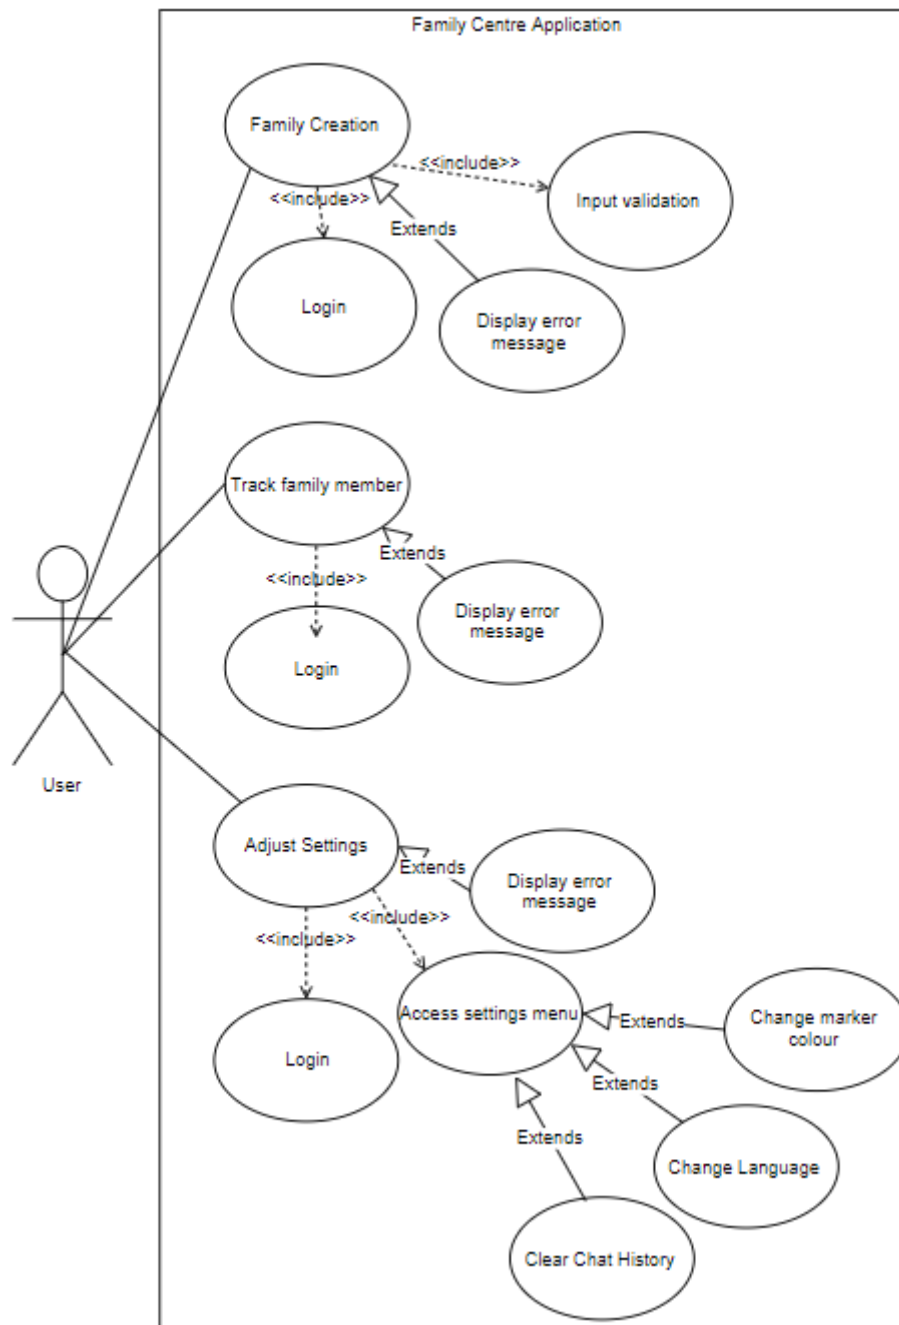 Family Centre Application
Family Creation
<<include>>
<<include>>
Input validation
Extends
Login
Display error
message
Track family member
Extends
<<include>>
Display error
message
Login
User
Adjust Settings
Extends
Display error
message
<<include>>
<<include>>
Access settings menu
Extends
Change marker
colour
Login
Extends
Extends
Change Language
Clear Chat History